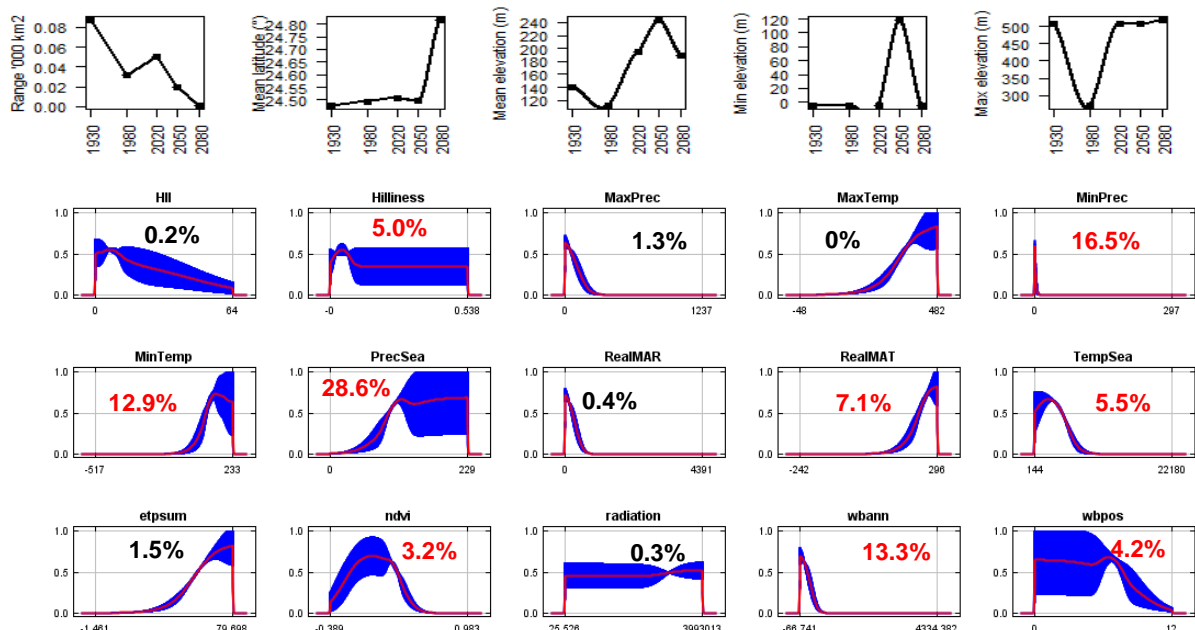 Range '000 km2
0.08
0.06
0.04
0.02
0.00
1930
1980
2020
2050
2080
Mean latitude (°)
24.80
24.75
24.70
24.65
24.60
24.55
24.50
1930
1980
2020
2050
2080
Mean elevation (m)
240
220
200
180
160
140
120
1930
1980
2020
2050
2080
Min elevation (m)
120
100
80
60
40
20
0
1930
1980
2020
2050
2080
Max elevation (m)
500
450
400
350
300
1930
1980
2020
2050
2080
HII Hilliness MaxPrec MaxTemp MinPrec
1.0 1.0 1.0 1.0 1.0
0.2% 5.0% 1.3% 0% 16.5%
0.5 0.5 0.5 0.5 0.5
0.0 0.0 0.0 0.0 0.0
0 64 -0 0.538 0 1237 -48 482 0 297
MinTemp PrecSea RealMAR RealMAT TempSea
1.0 1.0 1.0 1.0 1.0
12.9% 28.6% 0.4% 7.1% 5.5%
0.5 0.5 0.5 0.5 0.5
0.0 0.0 0.0 0.0 0.0
-517 233 0 229 0 4391 -242 296 144 22180
etpsum ndvi radiation wbann wbpos
1.0 1.0 1.0 1.0 1.0
1.5% 3.2% 0.3% 13.3% 4.2%
0.5 0.5 0.5 0.5 0.5
0.0 0.0 0.0 0.0 0.0
-1.461 79.698 -0.389 0.983 25.526 3993013 -66.741 4334.382 0 12